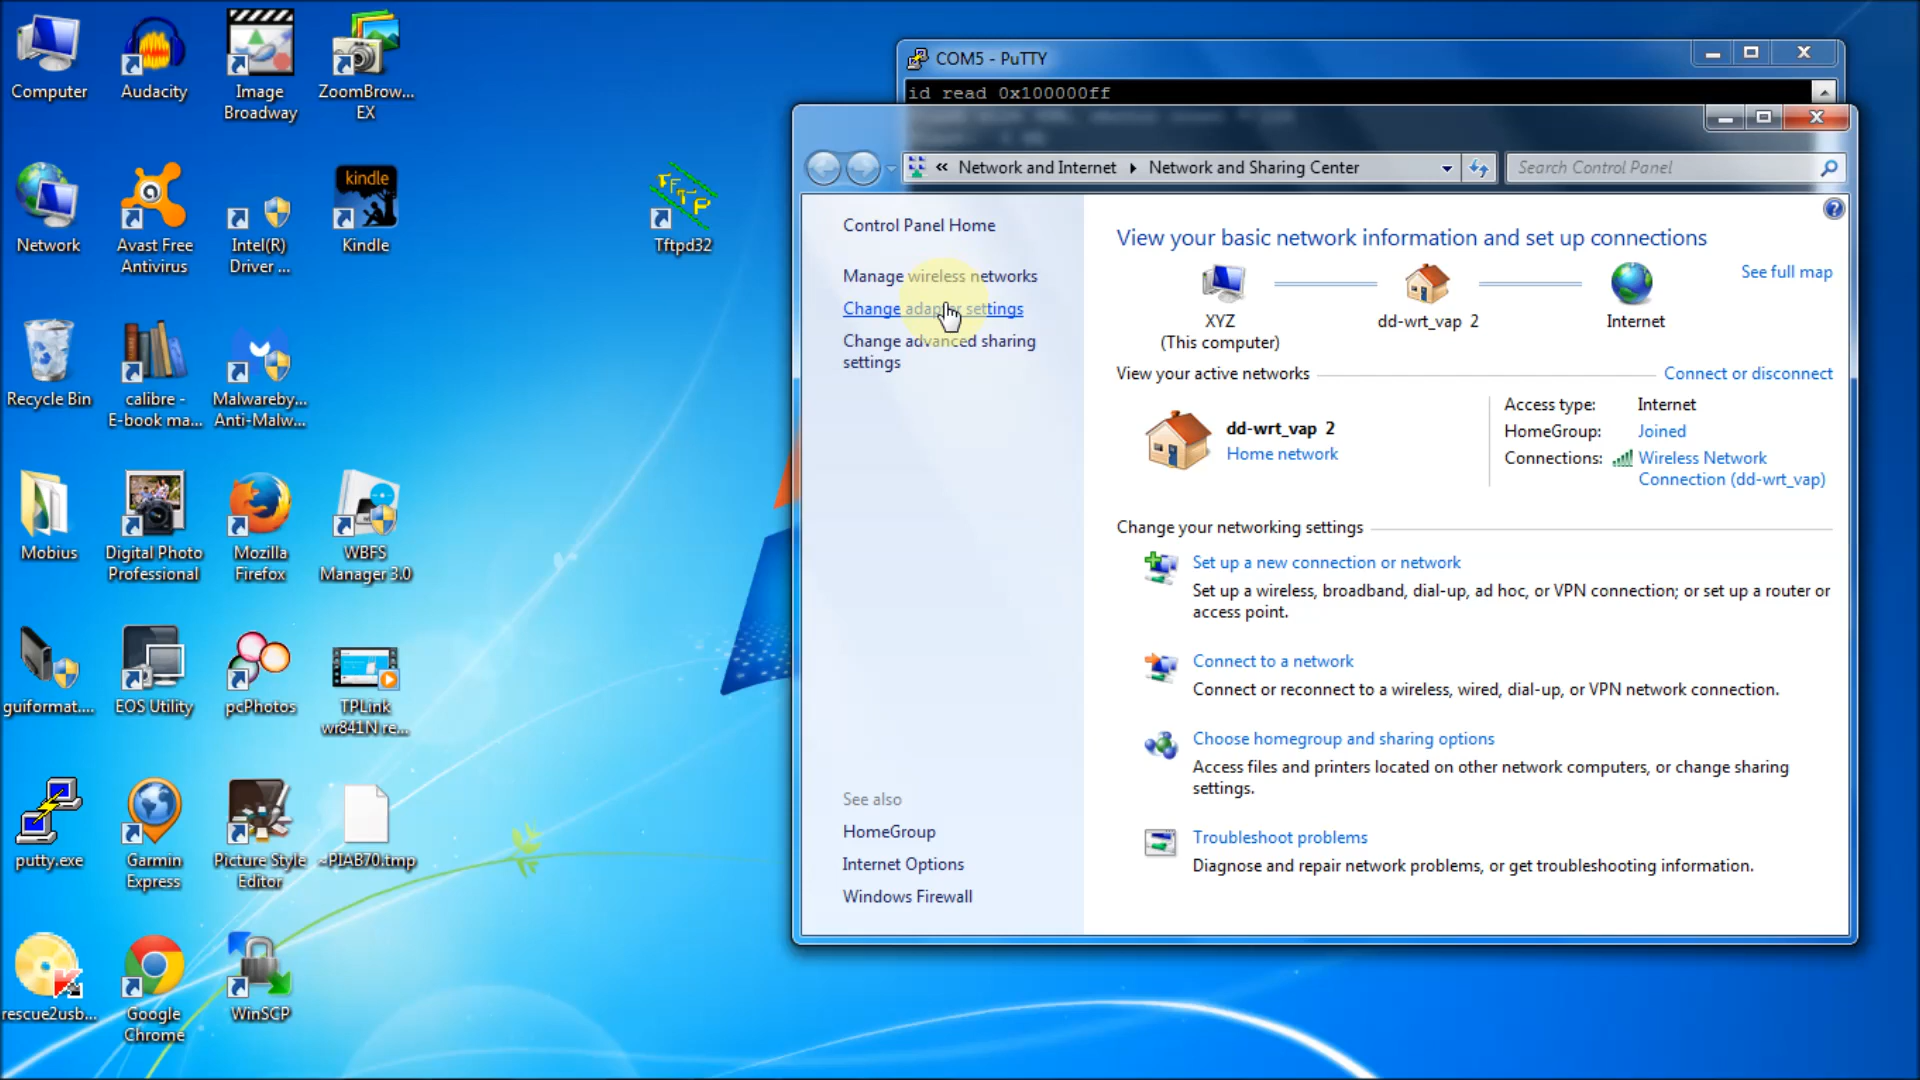 Computer
Audacity
Image
Broadway
ZoomBrow...
EX
Network
Avast Free
Antivirus
Intel(R)
Driver ...
kindle
Kindle
TFTP
Tftpd32
Recycle Bin
calibre -
E-book ma...
Malwareby...
Anti-Malw...
Mobius
Digital Photo
Professional
Mozilla
Firefox
WBFS
Manager 3.0
guiformat....
EOS Utility
pcPhotos
TPLink
wr841N re...
putty.exe
Garmin
Express
Picture Style
Editor
~PIAB70.tmp
rescue2usb...
Google
Chrome
WinSCP
COM5 - PuTTY
id read 0x100000ff
« Network and Internet Network and Sharing Center
Search Control Panel
Control Panel Home
Manage wireless networks
Change adapter settings
Change advanced sharing
settings
See also
HomeGroup
Internet Options
Windows Firewall
View your basic network information and set up connections
See full map
XYZ
(This computer)
dd-wrt_vap 2
Internet
View your active networks
Connect or disconnect
dd-wrt_vap 2
Home network
Access type: Internet
HomeGroup: Joined
Connections: Wireless Network
Connection (dd-wrt_vap)
Change your networking settings
Set up a new connection or network
Set up a wireless, broadband, dial-up, ad hoc, or VPN connection; or set up a router or
access point.
Connect to a network
Connect or reconnect to a wireless, wired, dial-up, or VPN network connection.
Choose homegroup and sharing options
Access files and printers located on other network computers, or change sharing
settings.
Troubleshoot problems
Diagnose and repair network problems, or get troubleshooting information.